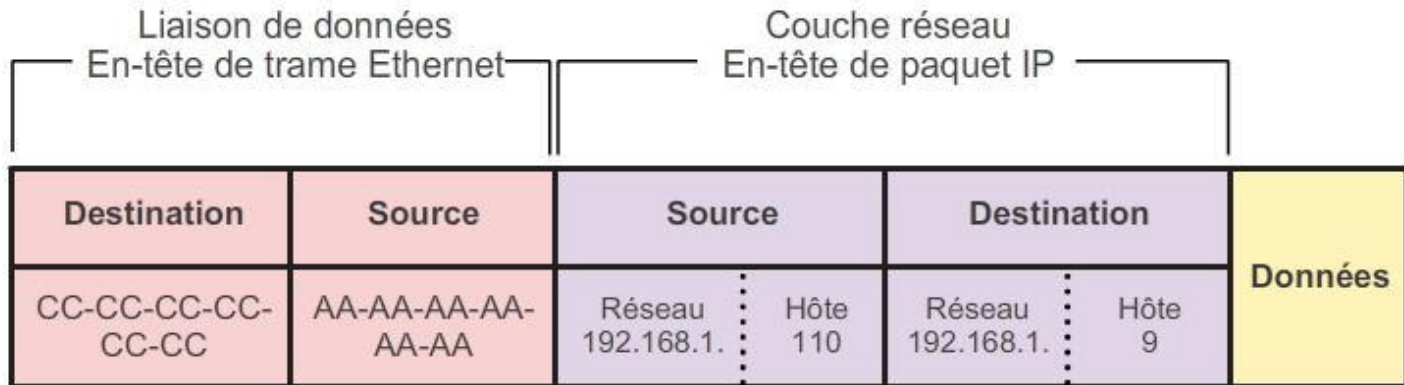 Liaison de données
En-tête de trame Ethernet
Couche réseau
En-tête de paquet IP
Destination
Source
Source
Destination
Données
CC-CC-CC-CC-
CC-CC
AA-AA-AA-AA-
AA-AA
Réseau
192.168.1.
Hôte
110
Réseau
192.168.1.
Hôte
9